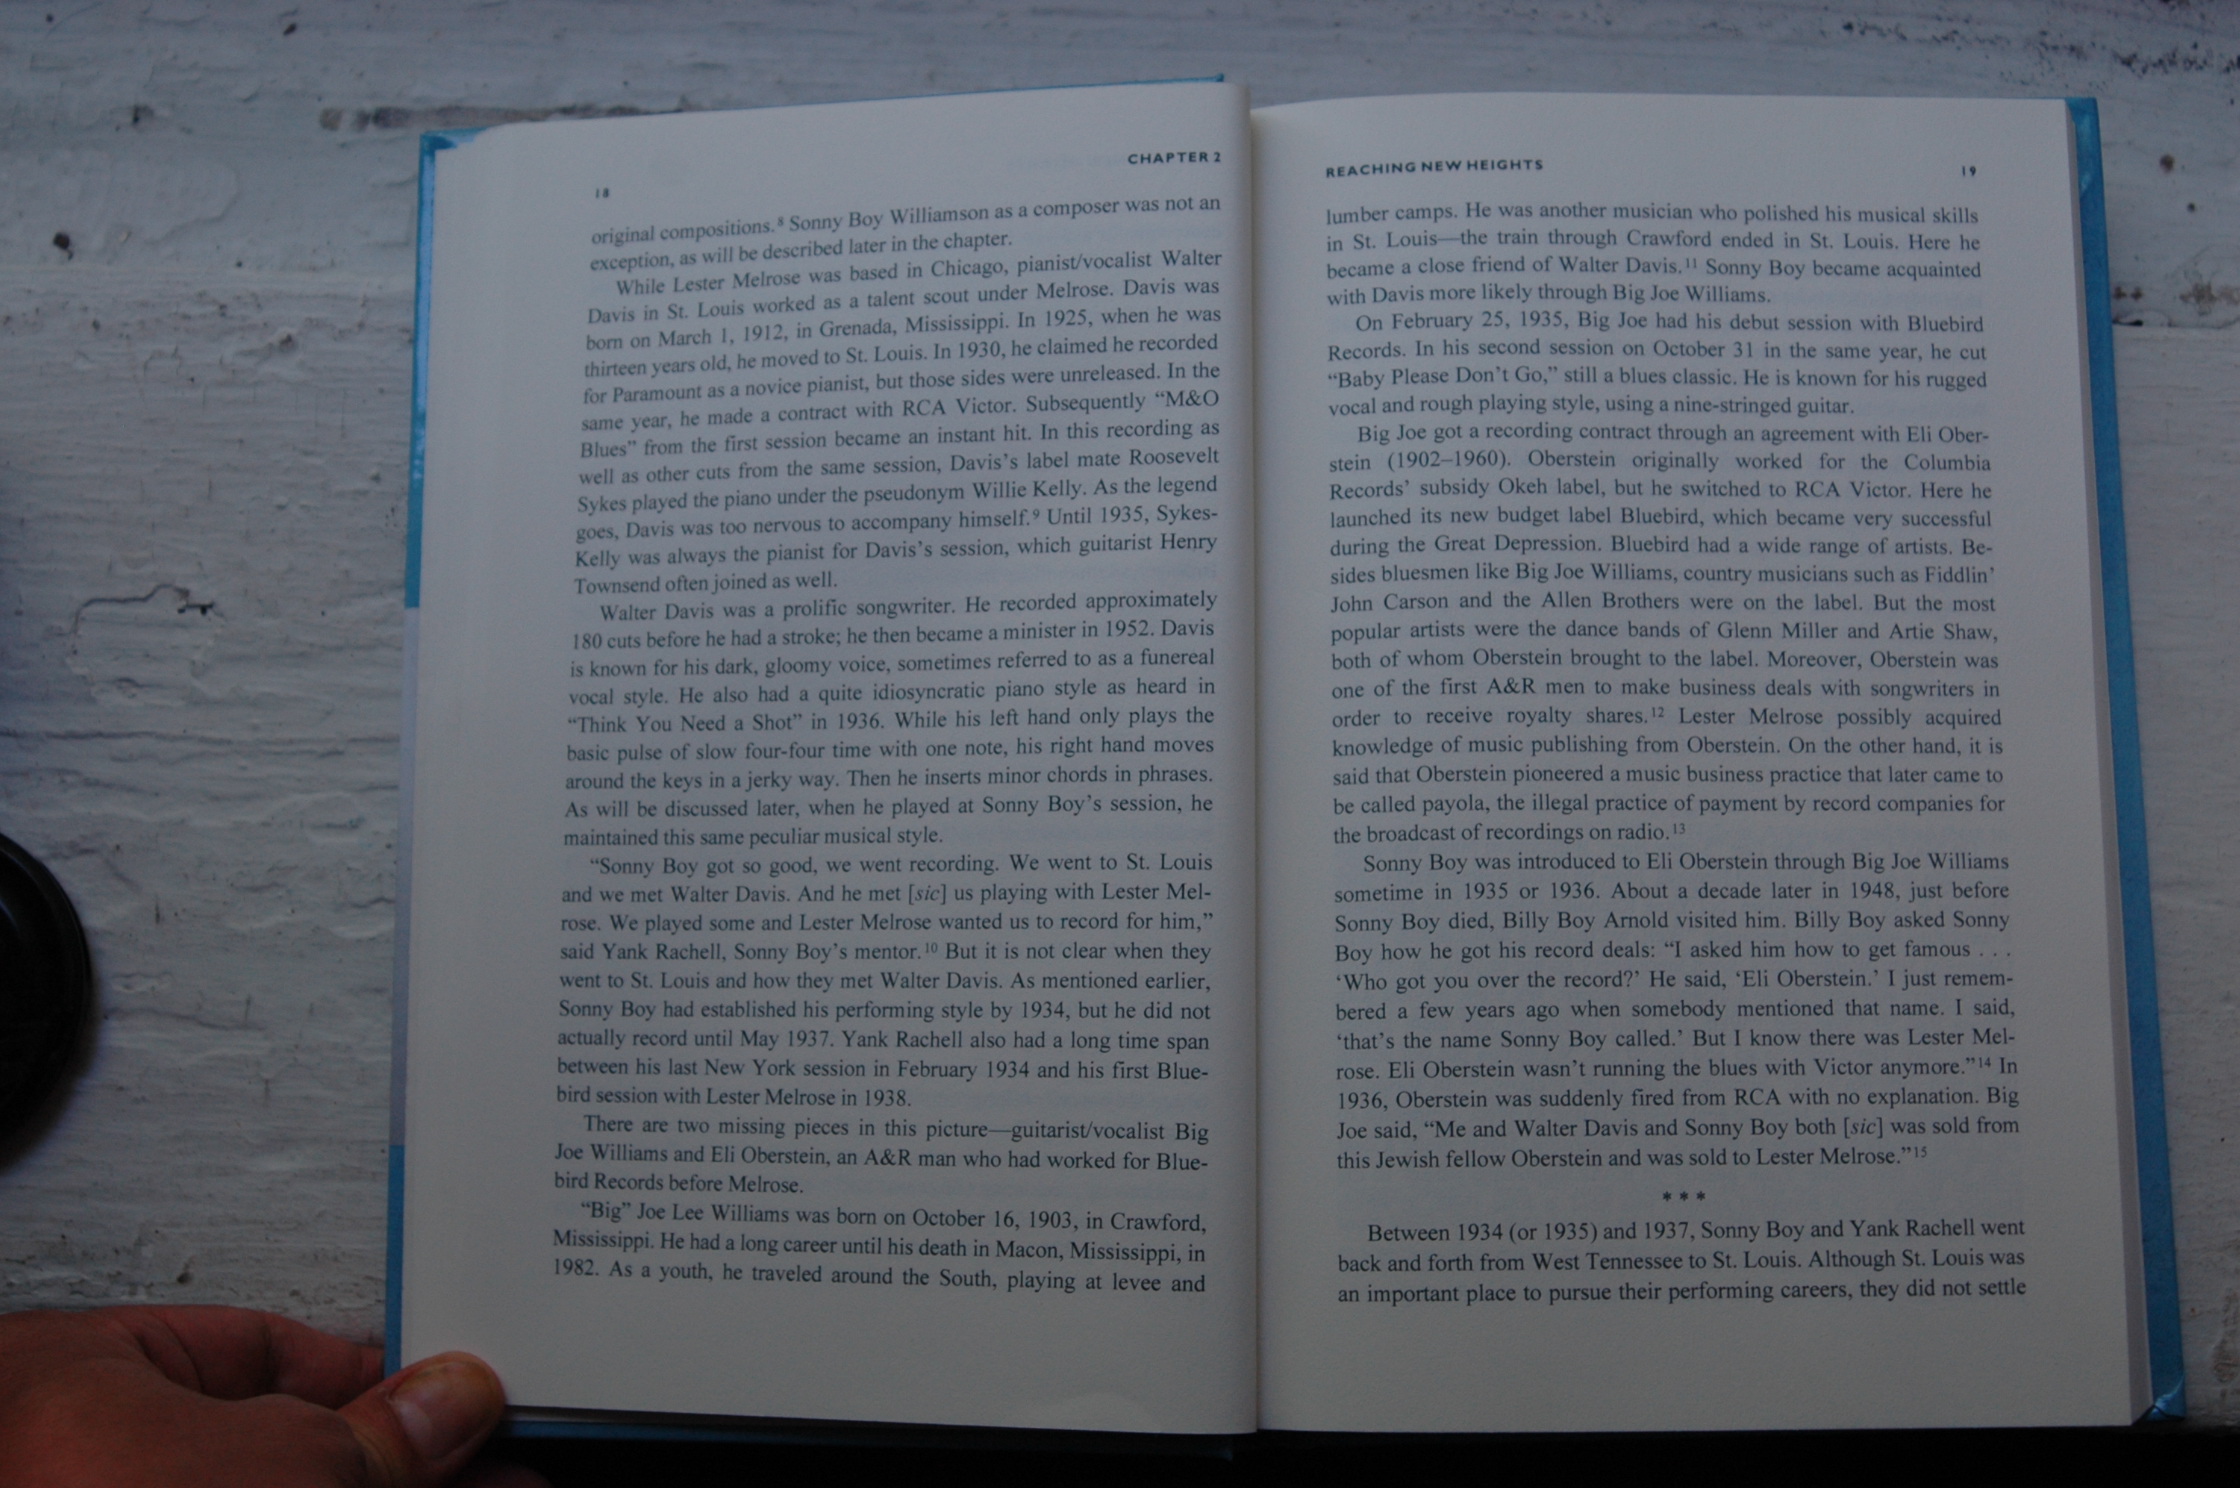 18
CHAPTER 2
original compositions.⁸ Sonny Boy Williamson as a composer was not an
exception, as will be described later in the chapter.
While Lester Melrose was based in Chicago, pianist/vocalist Walter
Davis in St. Louis worked as a talent scout under Melrose. Davis was
born on March 1, 1912, in Grenada, Mississippi. In 1925, when he was
thirteen years old, he moved to St. Louis. In 1930, he claimed he recorded
for Paramount as a novice pianist, but those sides were unreleased. In the
same year, he made a contract with RCA Victor. Subsequently “M&O
Blues” from the first session became an instant hit. In this recording as
well as other cuts from the same session, Davis’s label mate Roosevelt
Sykes played the piano under the pseudonym Willie Kelly. As the legend
goes, Davis was too nervous to accompany himself.⁹ Until 1935, Sykes-
Kelly was always the pianist for Davis’s session, which guitarist Henry
Townsend often joined as well.
Walter Davis was a prolific songwriter. He recorded approximately
180 cuts before he had a stroke; he then became a minister in 1952. Davis
is known for his dark, gloomy voice, sometimes referred to as a funereal
vocal style. He also had a quite idiosyncratic piano style as heard in
“Think You Need a Shot” in 1936. While his left hand only plays the
basic pulse of slow four-four time with one note, his right hand moves
around the keys in a jerky way. Then he inserts minor chords in phrases.
As will be discussed later, when he played at Sonny Boy’s session, he
maintained this same peculiar musical style.
“Sonny Boy got so good, we went recording. We went to St. Louis
and we met Walter Davis. And he met [sic] us playing with Lester Mel-
rose. We played some and Lester Melrose wanted us to record for him,”
said Yank Rachell, Sonny Boy’s mentor.¹⁰ But it is not clear when they
went to St. Louis and how they met Walter Davis. As mentioned earlier,
Sonny Boy had established his performing style by 1934, but he did not
actually record until May 1937. Yank Rachell also had a long time span
between his last New York session in February 1934 and his first Blue-
bird session with Lester Melrose in 1938.
There are two missing pieces in this picture—guitarist/vocalist Big
Joe Williams and Eli Oberstein, an A&R man who had worked for Blue-
bird Records before Melrose.
“Big” Joe Lee Williams was born on October 16, 1903, in Crawford,
Mississippi. He had a long career until his death in Macon, Mississippi, in
1982. As a youth, he traveled around the South, playing at levee and
REACHING NEW HEIGHTS
19
lumber camps. He was another musician who polished his musical skills
in St. Louis—the train through Crawford ended in St. Louis. Here he
became a close friend of Walter Davis.¹¹ Sonny Boy became acquainted
with Davis more likely through Big Joe Williams.
On February 25, 1935, Big Joe had his debut session with Bluebird
Records. In his second session on October 31 in the same year, he cut
“Baby Please Don’t Go,” still a blues classic. He is known for his rugged
vocal and rough playing style, using a nine-stringed guitar.
Big Joe got a recording contract through an agreement with Eli Ober-
stein (1902–1960). Oberstein originally worked for the Columbia
Records’ subsidy Okeh label, but he switched to RCA Victor. Here he
launched its new budget label Bluebird, which became very successful
during the Great Depression. Bluebird had a wide range of artists. Be-
sides bluesmen like Big Joe Williams, country musicians such as Fiddlin’
John Carson and the Allen Brothers were on the label. But the most
popular artists were the dance bands of Glenn Miller and Artie Shaw,
both of whom Oberstein brought to the label. Moreover, Oberstein was
one of the first A&R men to make business deals with songwriters in
order to receive royalty shares.¹² Lester Melrose possibly acquired
knowledge of music publishing from Oberstein. On the other hand, it is
said that Oberstein pioneered a music business practice that later came to
be called payola, the illegal practice of payment by record companies for
the broadcast of recordings on radio.¹³
Sonny Boy was introduced to Eli Oberstein through Big Joe Williams
sometime in 1935 or 1936. About a decade later in 1948, just before
Sonny Boy died, Billy Boy Arnold visited him. Billy Boy asked Sonny
Boy how he got his record deals: “I asked him how to get famous . . .
‘Who got you over the record?’ He said, ‘Eli Oberstein.’ I just remem-
bered a few years ago when somebody mentioned that name. I said,
‘that’s the name Sonny Boy called.’ But I know there was Lester Mel-
rose. Eli Oberstein wasn’t running the blues with Victor anymore.”¹⁴ In
1936, Oberstein was suddenly fired from RCA with no explanation. Big
Joe said, “Me and Walter Davis and Sonny Boy both [sic] was sold from
this Jewish fellow Oberstein and was sold to Lester Melrose.”¹⁵
* * *
Between 1934 (or 1935) and 1937, Sonny Boy and Yank Rachell went
back and forth from West Tennessee to St. Louis. Although St. Louis was
an important place to pursue their performing careers, they did not settle